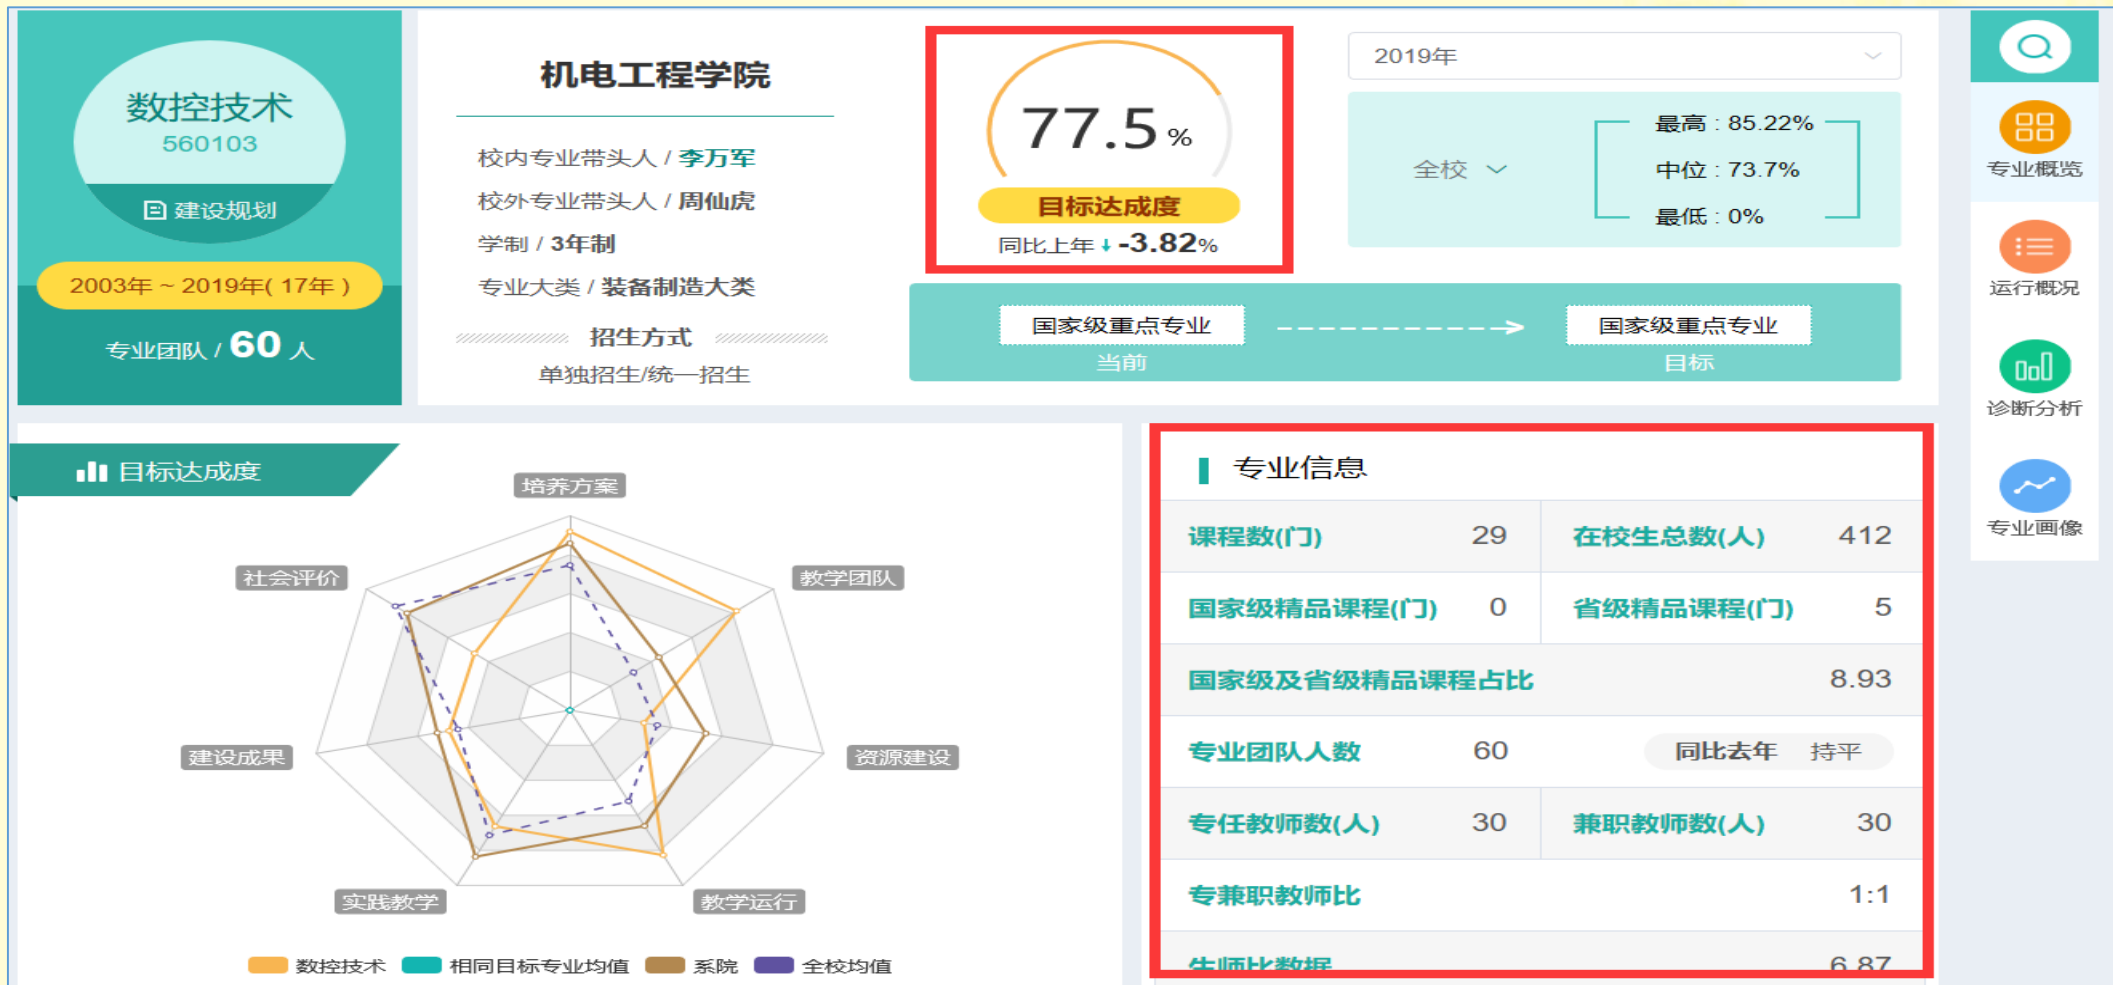 数控技术
560103
建设规划
2003年 ~ 2019年( 17年 )
专业团队 / 60 人
机电工程学院
校内专业带头人 / 李万军
校外专业带头人 / 周仙虎
学制 / 3年制
专业大类 / 装备制造大类
招生方式
单独招生/统一招生
77.5 %
目标达成度
同比上年 ↓ -3.82%
2019年
全校
最高 : 85.22%
中位 : 73.7%
最低 : 0%
国家级重点专业
当前
国家级重点专业
目标
专业概览
运行概况
诊断分析
专业画像
目标达成度
培养方案
教学团队
资源建设
教学运行
实践教学
建设成果
社会评价
数控技术 相同目标专业均值 系院 全校均值
专业信息
课程数(门) 29 在校生总数(人) 412
国家级精品课程(门) 0 省级精品课程(门) 5
国家级及省级精品课程占比 8.93
专业团队人数 60 同比去年 持平
专任教师数(人) 30 兼职教师数(人) 30
专兼职教师比 1:1
生师比数据 6.87